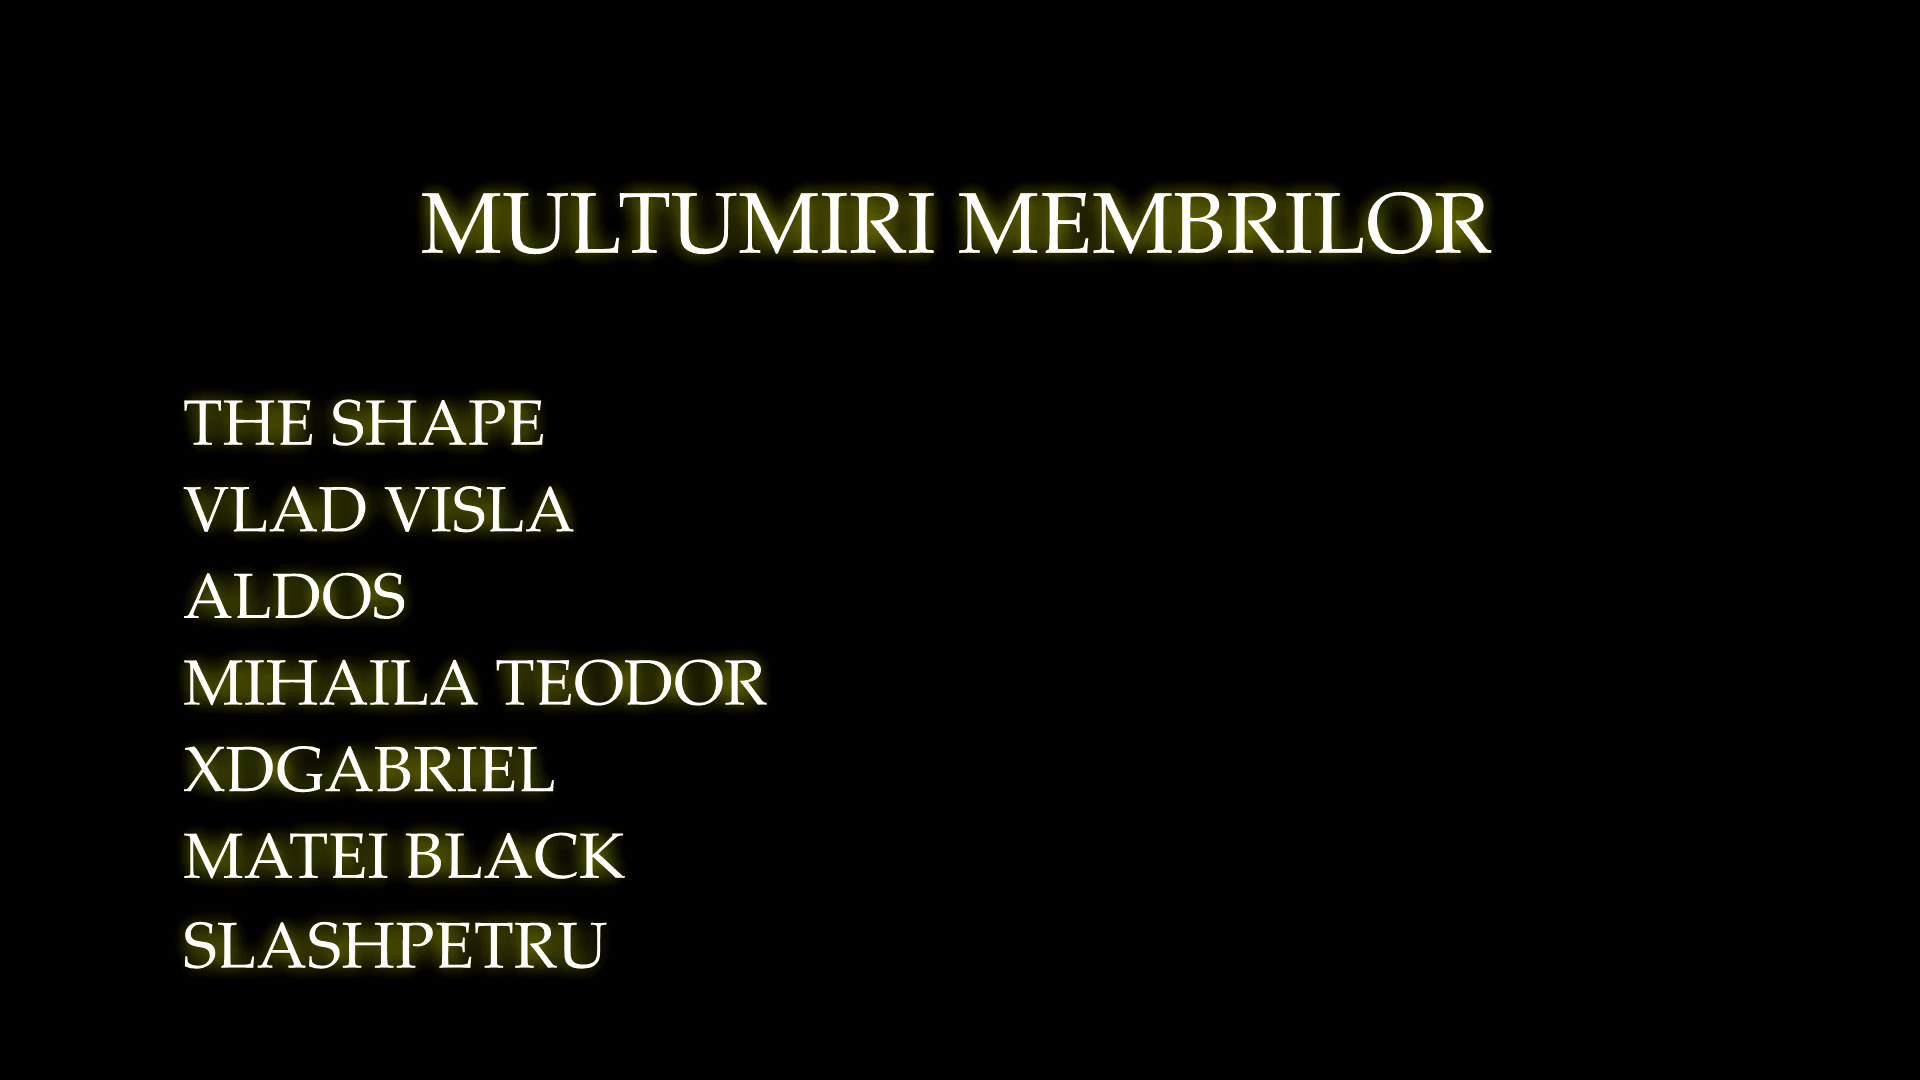 MULTUMIRI MEMBRILOR
THE SHAPE
VLAD VISLA
ALDOS
MIHAILA TEODOR
XDGABRIEL
MATEI BLACK
SLASHPETRU